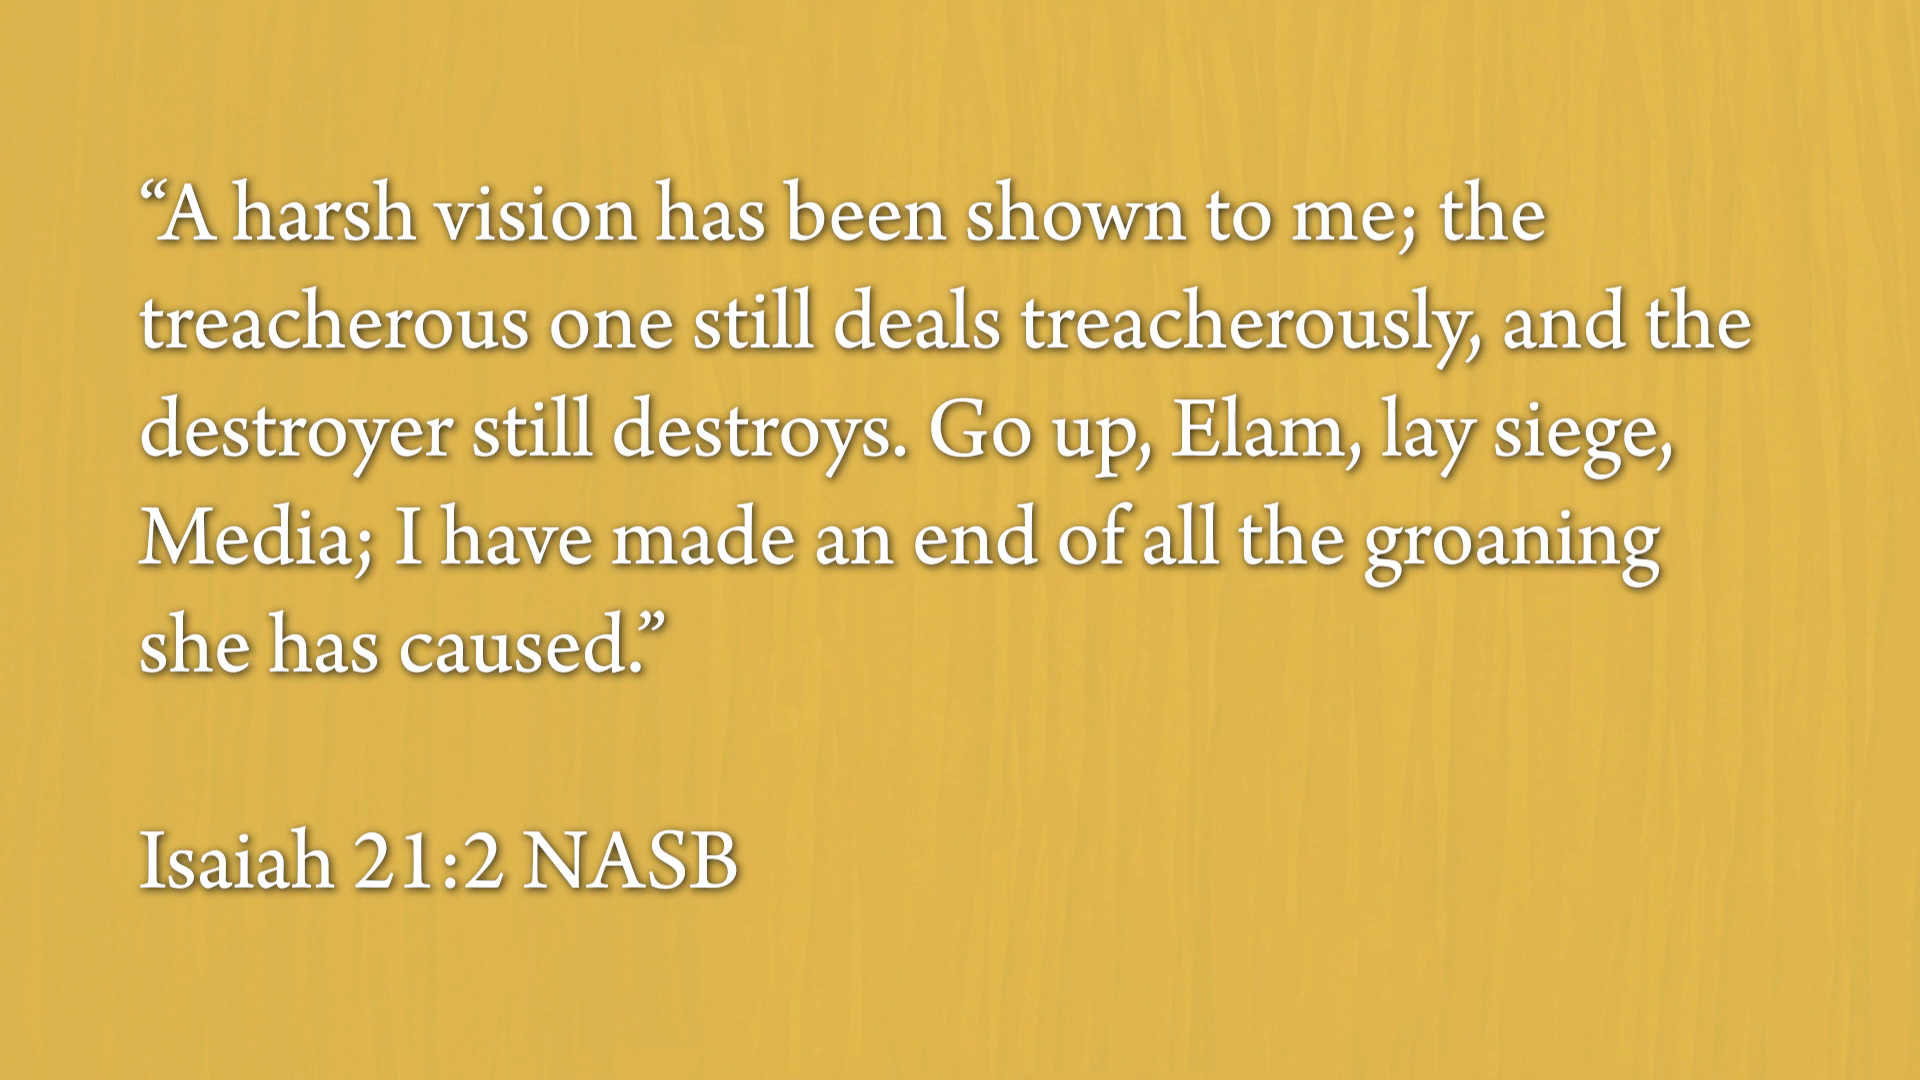 “A harsh vision has been shown to me; the
treacherous one still deals treacherously, and the
destroyer still destroys. Go up, Elam, lay siege,
Media; I have made an end of all the groaning
she has caused.”
Isaiah 21:2 NASB